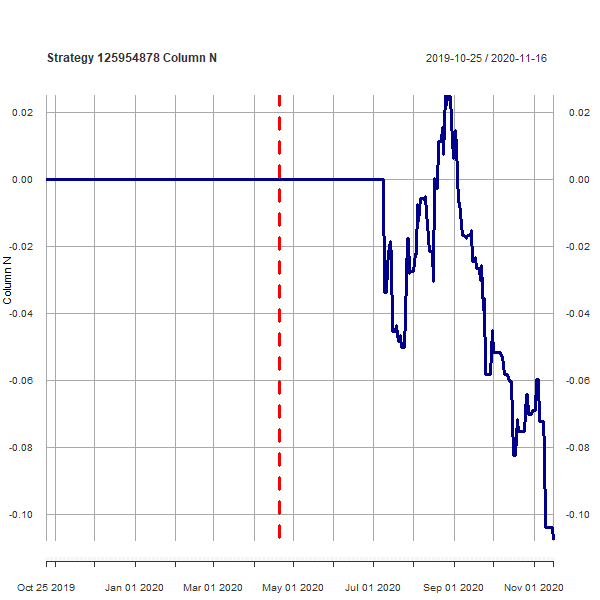 Strategy 125954878 Column N 2019-10-25 / 2020-11-16
0.02 0.02
0.00 0.00
-0.02 -0.02
-0.04 -0.04
-0.06 -0.06
-0.08 -0.08
-0.10 -0.10
Column N
Oct 25 2019 Jan 01 2020 Mar 01 2020 May 01 2020 Jul 01 2020 Sep 01 2020 Nov 01 2020